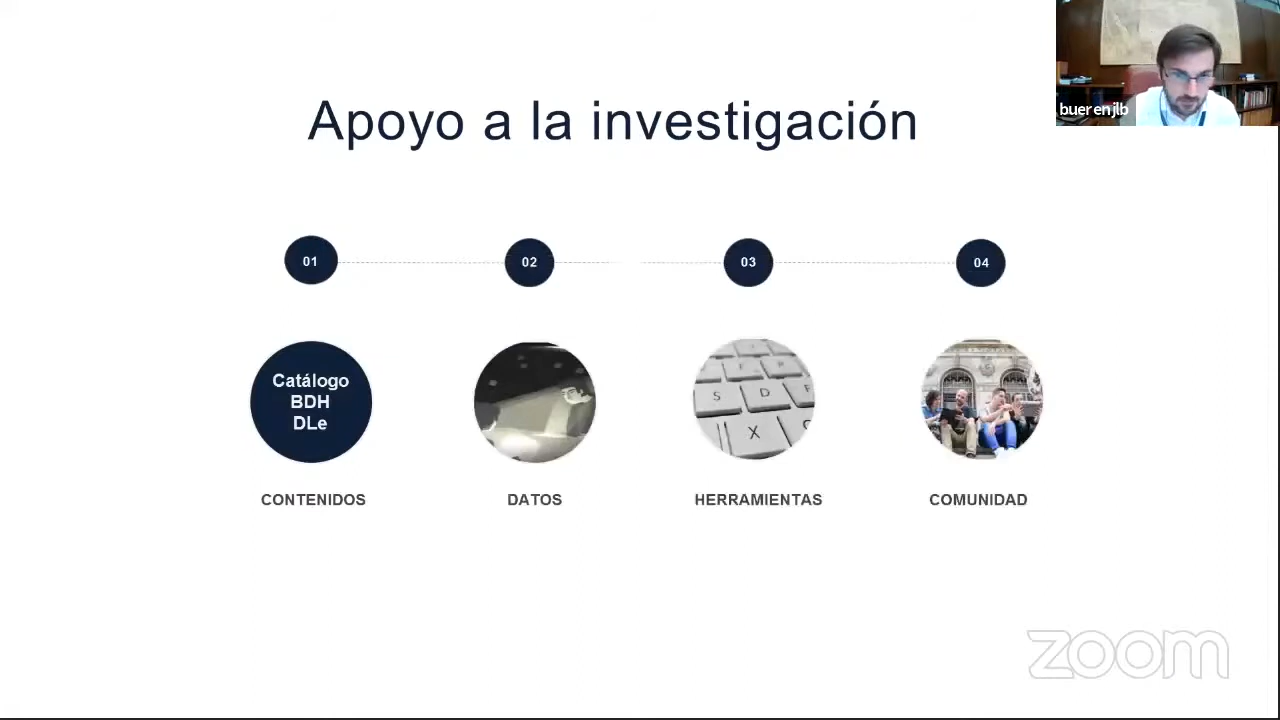 Apoyo a la investigación
buerenjlb
01
02
03
04
Catálogo
BDH
DLe
S
D
F
X
CONTENIDOS
DATOS
HERRAMIENTAS
COMUNIDAD
zoom